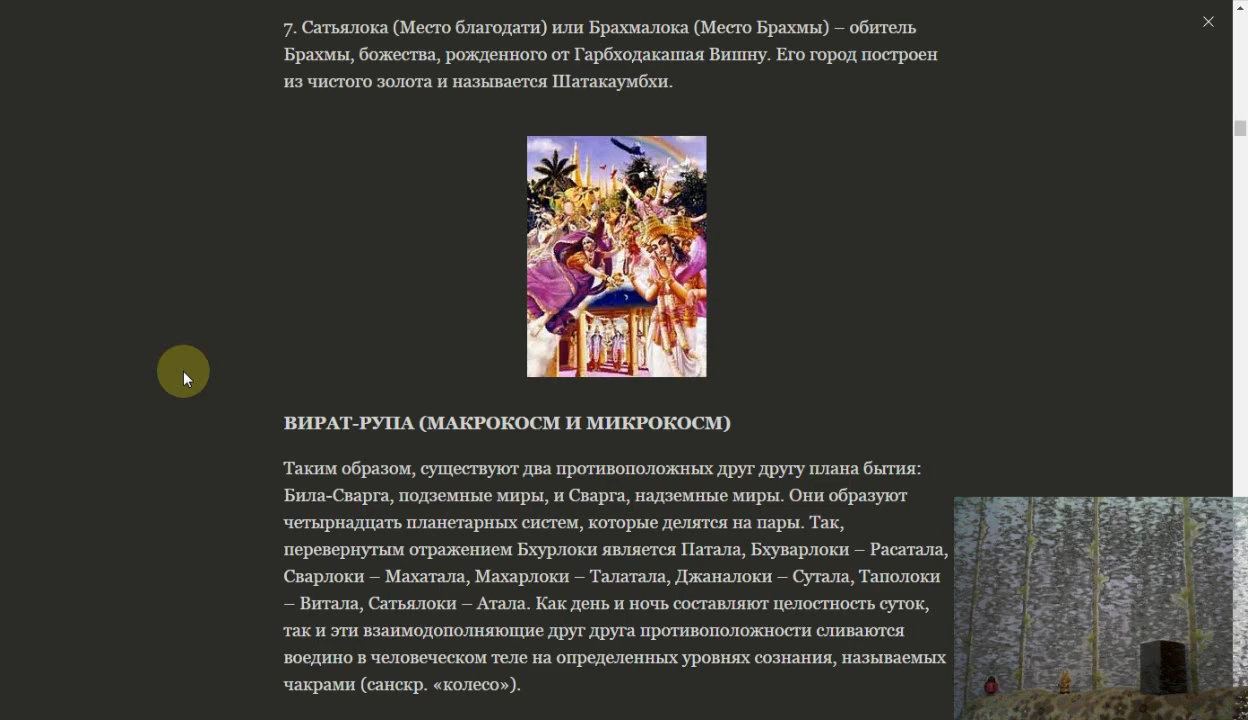 7. Сатьялока (Место благодати) или Брахмалока (Место Брахмы) – обитель
Брахмы, божества, рожденного от Гарбходакашая Вишну. Его город построен
из чистого золота и называется Шатакаумбхи.
ВИРАТ-РУПА (МАКРОКОСМ И МИКРОКОСМ)
Таким образом, существуют два противоположных друг другу плана бытия:
Била-Сварга, подземные миры, и Сварга, надземные миры. Они образуют
четырнадцать планетарных систем, которые делятся на пары. Так,
перевернутым отражением Бхурлоки является Патала, Бхуварлоки – Расатала,
Сварлоки – Махатала, Махарлоки – Талатала, Джаналоки – Сутала, Таполоки
– Витала, Сатьялоки – Атала. Как день и ночь составляют целостность суток,
так и эти взаимодополняющие друг друга противоположности сливаются
воедино в человеческом теле на определенных уровнях сознания, называемых
чакрами (санскр. «колесо»).